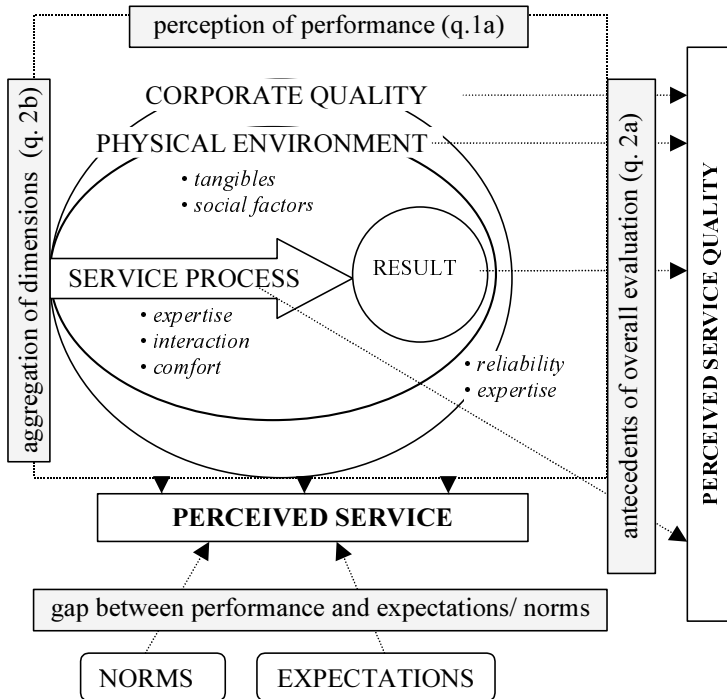 perception of performance (q.1a)
aggregation of dimensions (q. 2b)
CORPORATE QUALITY
PHYSICAL ENVIRONMENT
• tangibles
• social factors
SERVICE PROCESS
RESULT
• expertise
• interaction
• comfort
• reliability
• expertise
antecedents of overall evaluation (q. 2a)
PERCEIVED SERVICE QUALITY
PERCEIVED SERVICE
gap between performance and expectations/ norms
NORMS
EXPECTATIONS